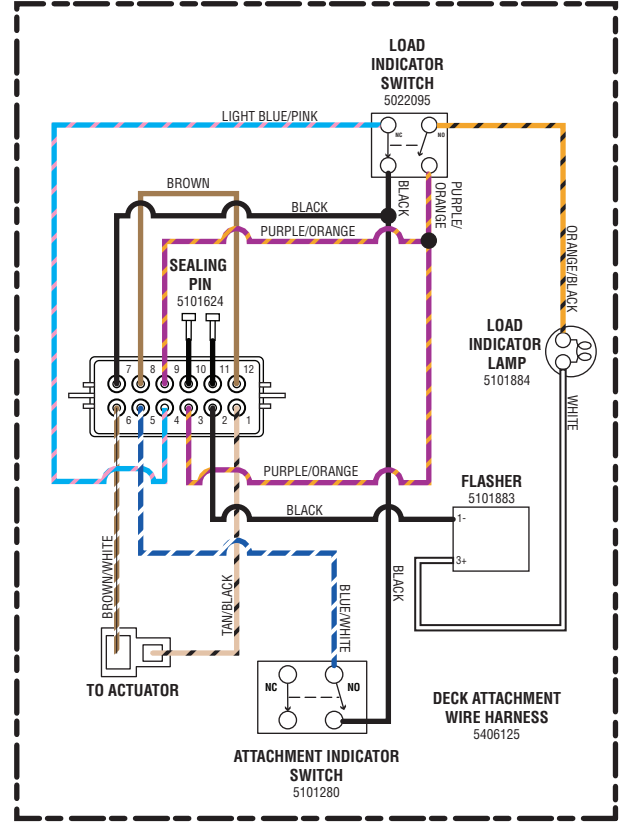 LOAD
INDICATOR
SWITCH
5022095
LIGHT BLUE/PINK
NC
NO
BROWN
BLACK
BLACK
PURPLE/
ORANGE
PURPLE/ORANGE
SEALING
PIN
5101624
ORANGE/BLACK
LOAD
INDICATOR
LAMP
5101884
7 8 9 10 11 12
6 5 4 3 2 1
WHITE
PURPLE/ORANGE
FLASHER
5101883
BLACK
1-
3+
BROWN/WHITE
TAN/BLACK
BLUE/WHITE
BLACK
TO ACTUATOR
NC
NO
DECK ATTACHMENT
WIRE HARNESS
5406125
ATTACHMENT INDICATOR
SWITCH
5101280